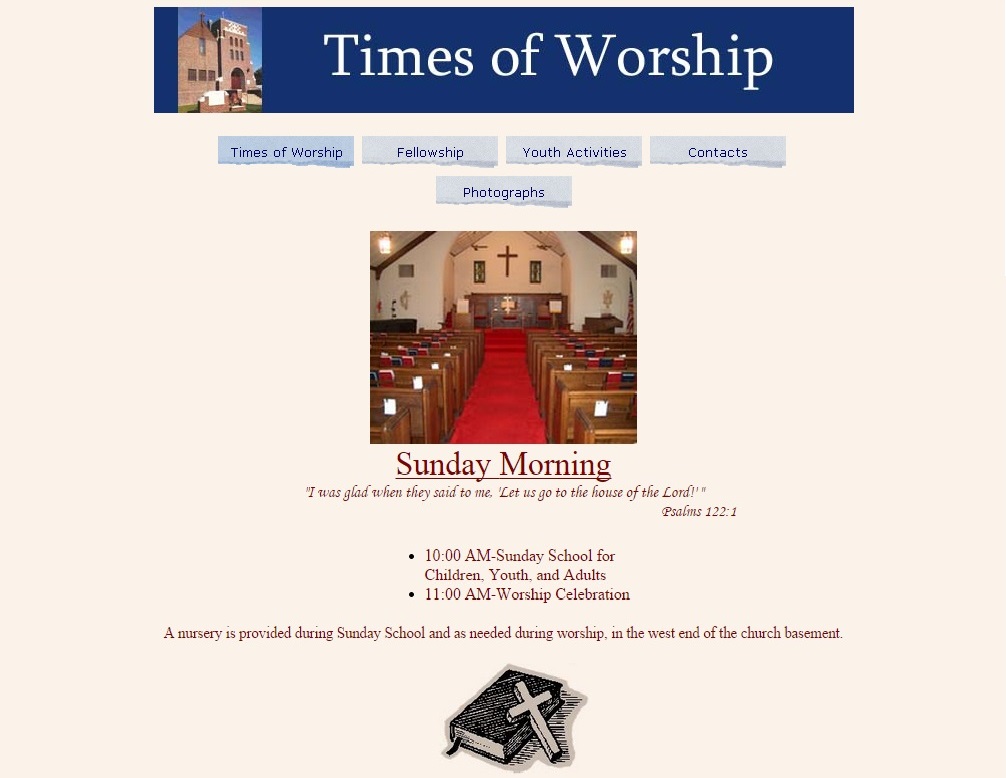 Times of Worship
Times of Worship
Fellowship
Youth Activities
Contacts
Photographs
Sunday Morning
"I was glad when they said to me, 'Let us go to the house of the Lord!' "
Psalms 122:1
10:00 AM-Sunday School for
Children, Youth, and Adults
11:00 AM-Worship Celebration
A nursery is provided during Sunday School and as needed during worship, in the west end of the church basement.